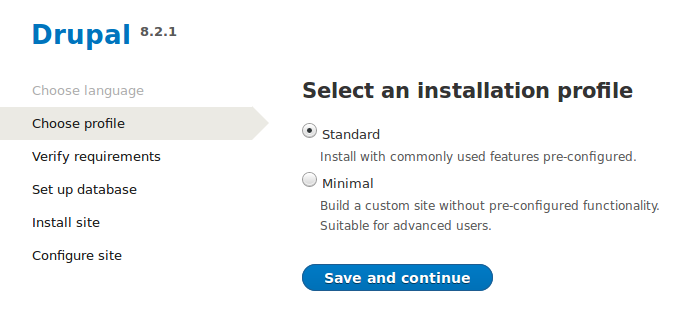 Drupal 8.2.1
Choose language
Choose profile
Verify requirements
Set up database
Install site
Configure site
Select an installation profile
Standard
Install with commonly used features pre-configured.
Minimal
Build a custom site without pre-configured functionality.
Suitable for advanced users.
Save and continue